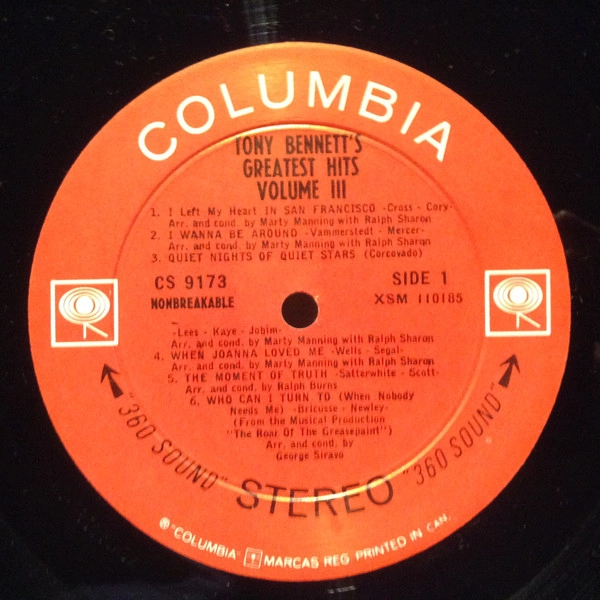 COLUMBIA
TONY BENNETT'S
GREATEST HITS
VOLUME III
1. I Left My Heart IN SAN FRANCISCO -Cross - Cory-
Arr. and cond. by Marty Manning with Ralph Sharon
2. I WANNA BE AROUND -Vammerstedt - Mercer-
Arr. and cond. by Marty Manning with Ralph Sharon
3. QUIET NIGHTS OF QUIET STARS (Corcovado)
CS 9173 SIDE 1
NONBREAKABLE XSM 110185
-Lees - Kaye - Jobim-
Arr. and cond. by Marty Manning with Ralph Sharon
4. WHEN JOANNA LOVED ME -Wells - Segal-
Arr. and cond. by Marty Manning with Ralph Sharon
5. THE MOMENT OF TRUTH -Satterwhite - Scott-
Arr. and cond. by Ralph Burns
6. WHO CAN I TURN TO (When Nobody
Needs Me) -Bricusse - Newley-
(From the Musical Production
"The Roar Of The Greasepaint")
Arr. and cond. by
George Siravo
"360 SOUND" STEREO "360 SOUND"
® "COLUMBIA" MARCAS REG. PRINTED IN CAN.